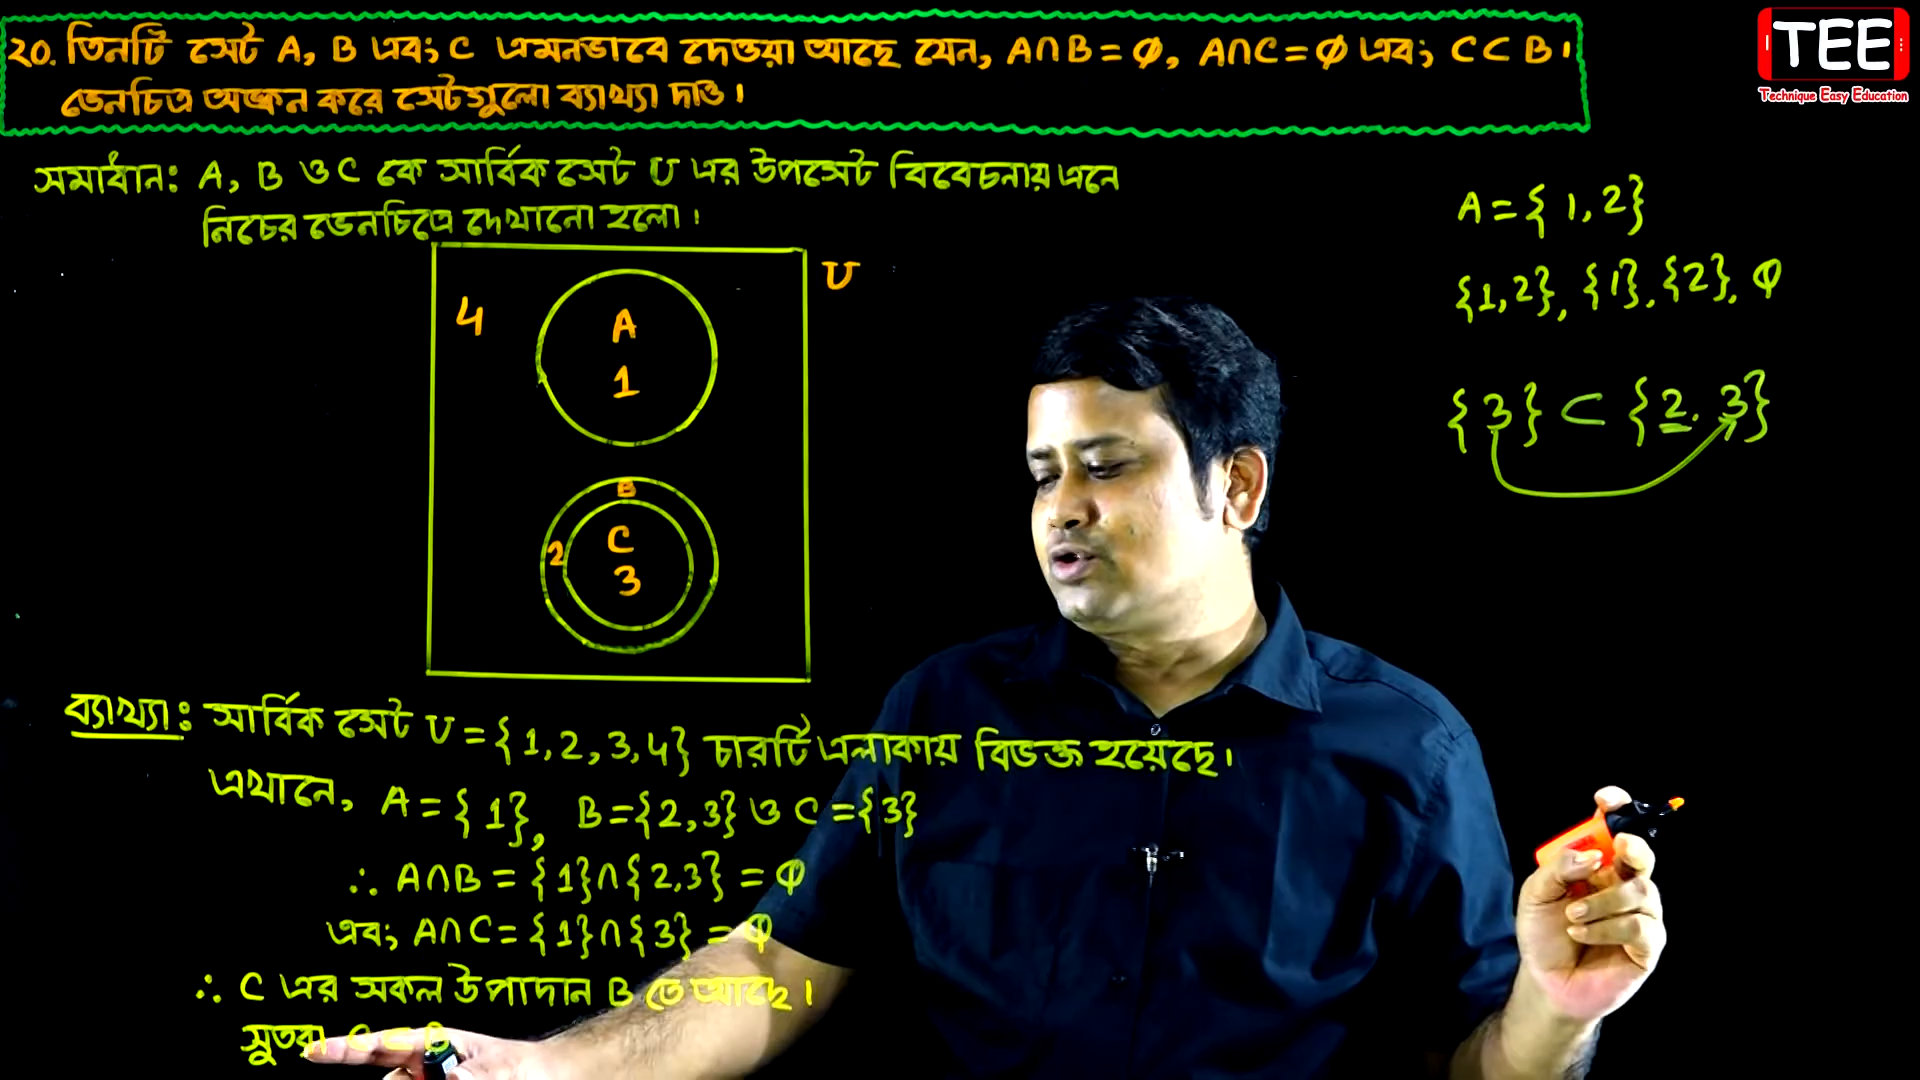 ২০. তিনটি সেট A, B এবং C এমনভাবে দেওয়া আছে যেন, A∩B=Φ, A∩C=Φ এবং C⊂B।
ভেনচিত্র অঙ্কন করে সেটগুলো ব্যাখ্যা দাও।
TEE
Technique Easy Education
সমাধান: A, B ও C কে সার্বিক সেট U এর উপসেট বিবেচনায় এনে
নিচের ভেনচিত্রে দেখানো হলো।
U
4
A
1
B
C
2
3
A={1,2}
{1,2}, {1}, {2}, Φ
{3}⊂{2.3}
ব্যাখ্যা: সার্বিক সেট U={1,2,3,4} চারটি এলাকায় বিভক্ত হয়েছে।
এখানে, A={1}, B={2,3} ও C={3}
∴ A∩B={1}∩{2,3}=Φ
এবং A∩C={1}∩{3}=Φ
∴ C এর সকল উপাদান B তে আছে।
সুতরাং C⊂B